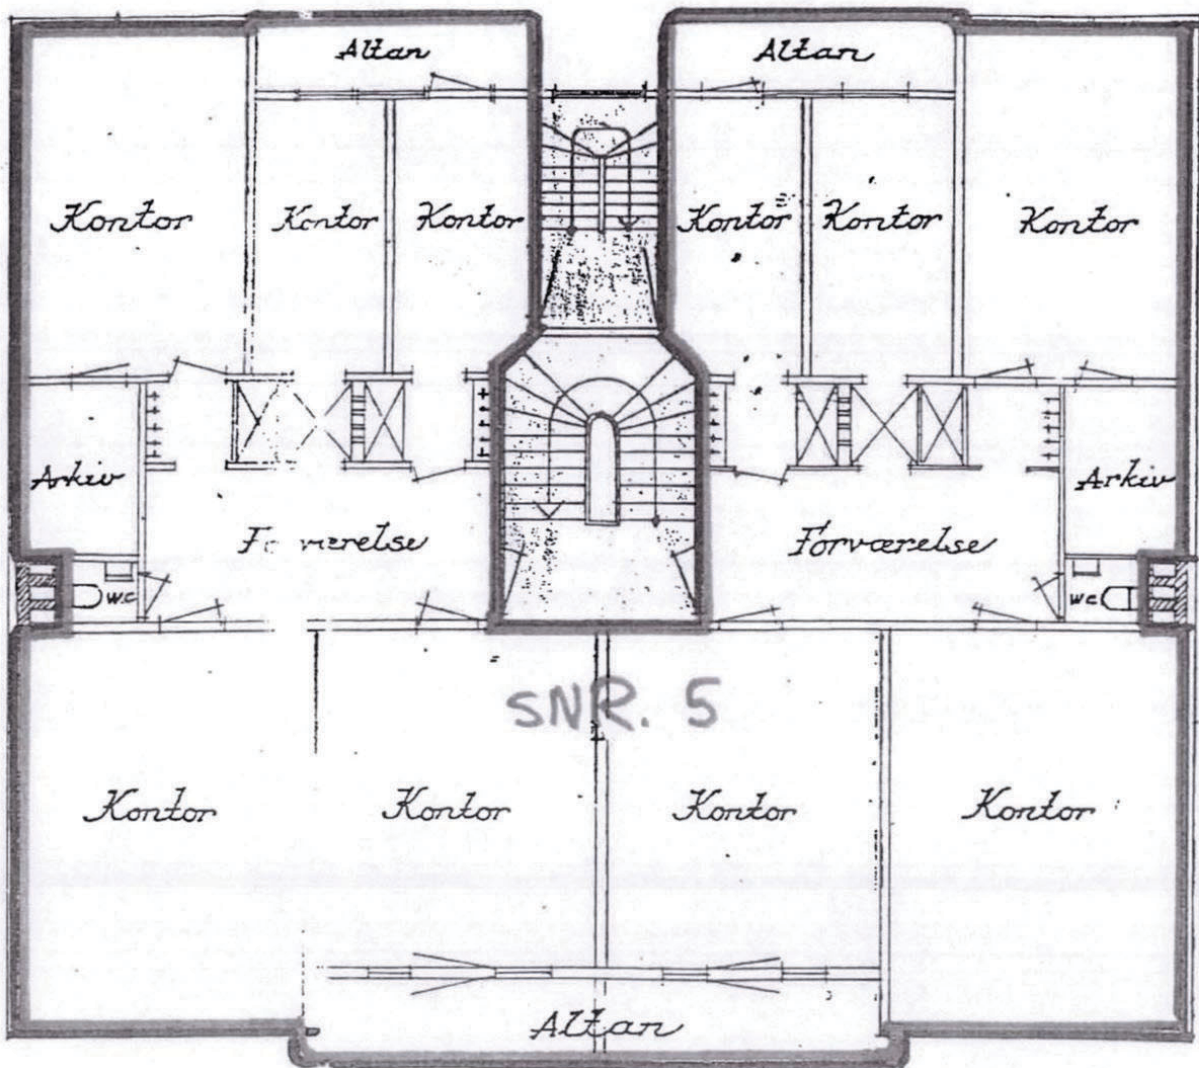 Altan Altan
Kontor Kontor Kontor Kontor Kontor Kontor
Arkiv Arkiv
Forværelse Forværelse
W.C WC
SNR. 5
Kontor Kontor Kontor Kontor
Altan